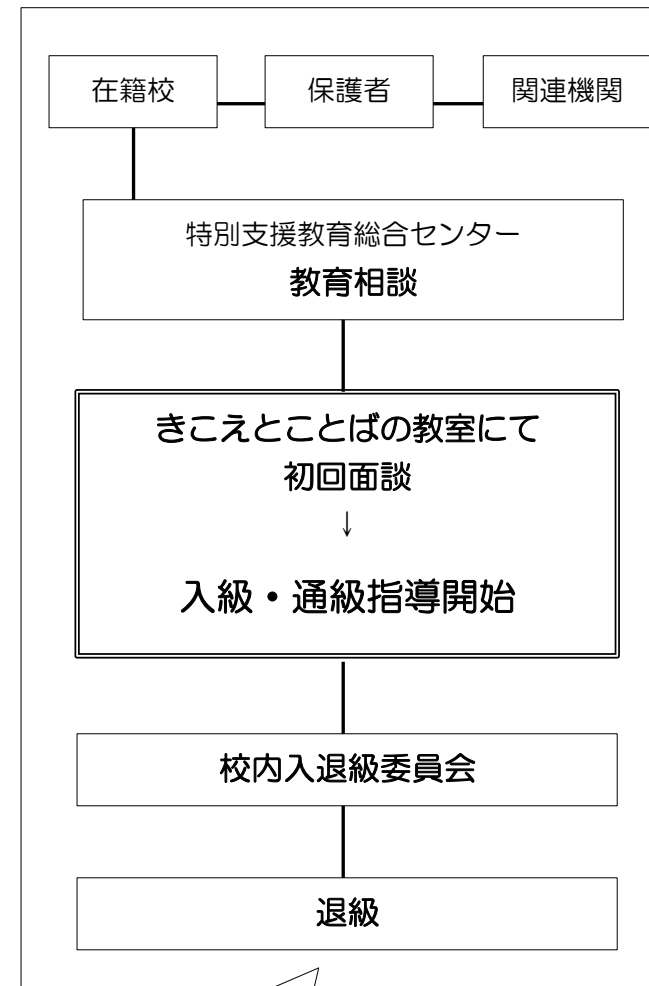 在籍校 保護者 関連機関
特別支援教育総合センター
教育相談
きこえとことばの教室にて
初回面談
↓
入級・通級指導開始
校内入退級委員会
退級